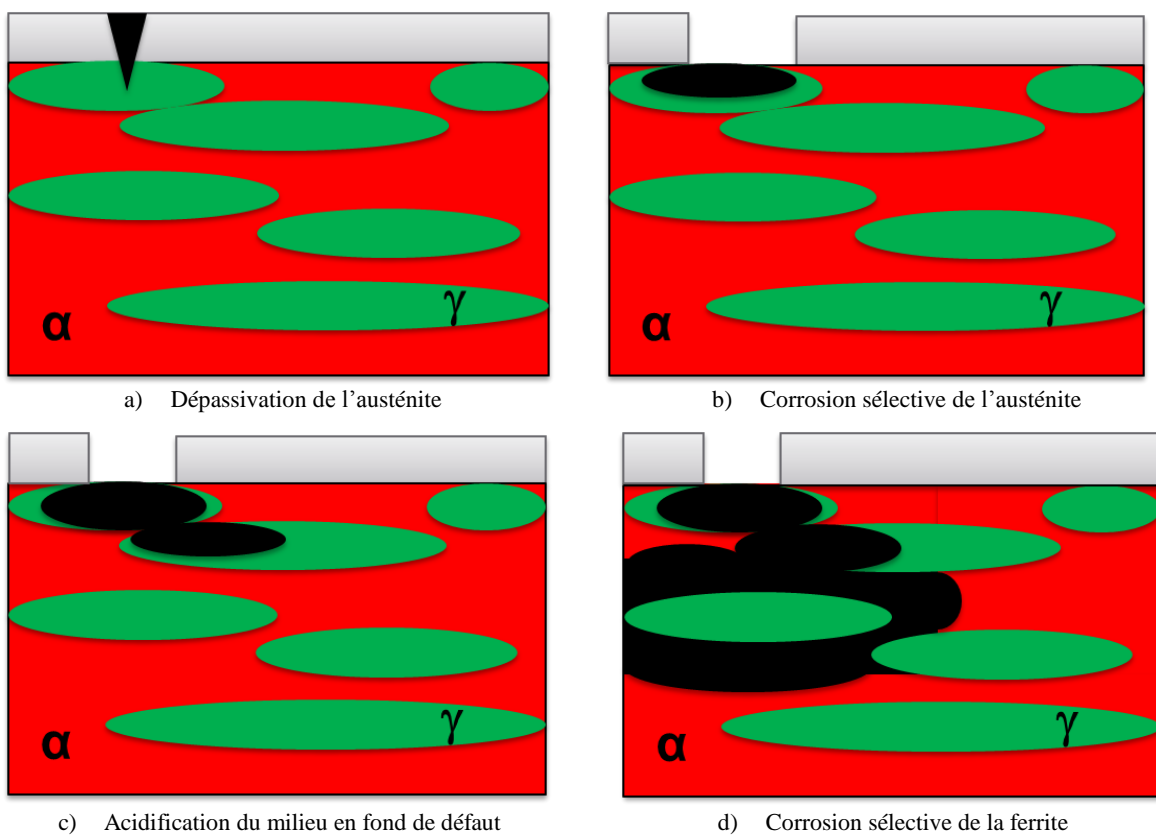 α
γ
α
γ
a) Dépassivation de l’austénite
b) Corrosion sélective de l’austénite
α
γ
α
γ
c) Acidification du milieu en fond de défaut
d) Corrosion sélective de la ferrite